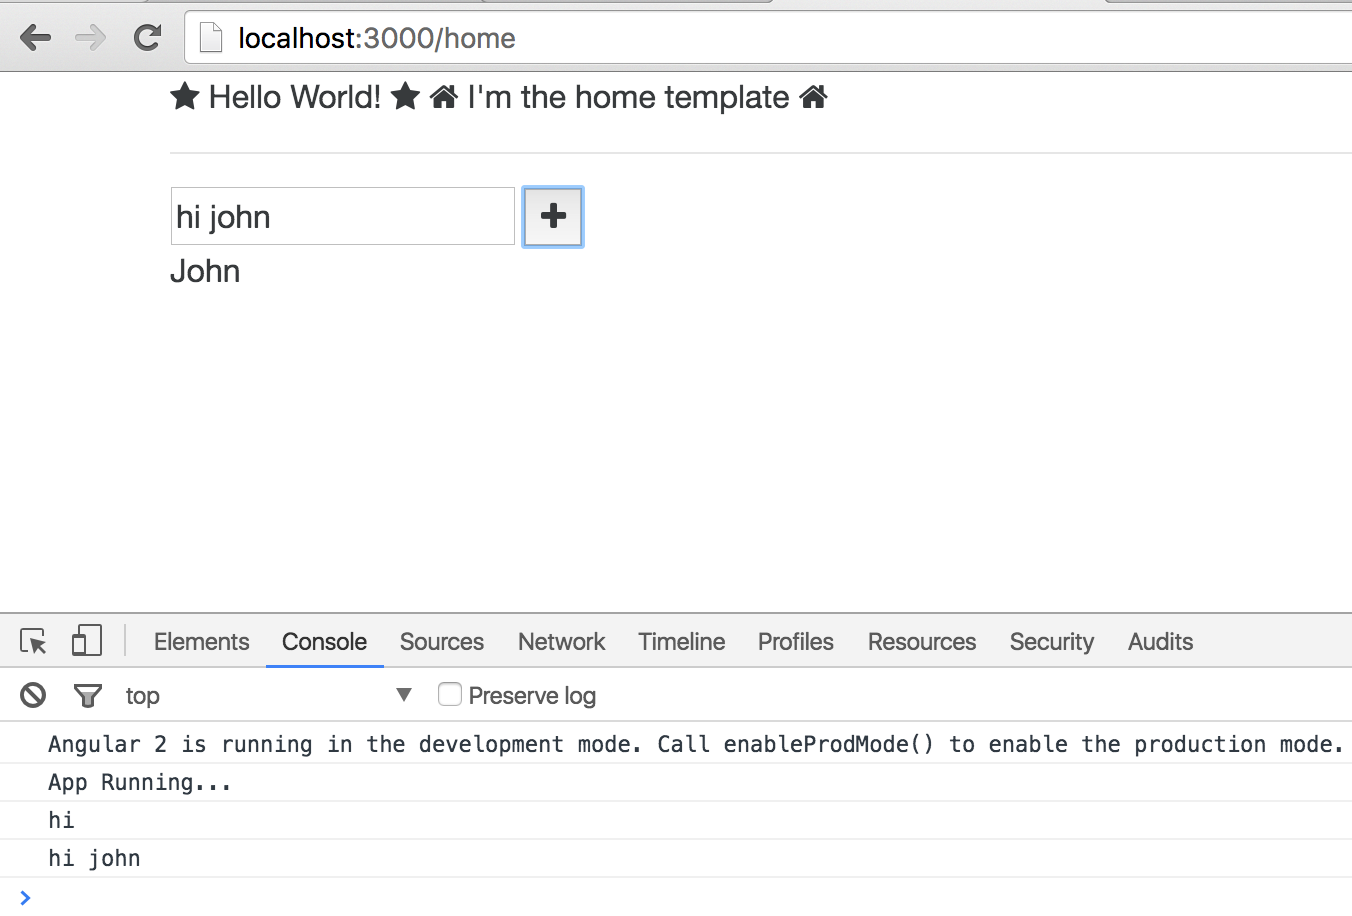 localhost:3000/home
Hello World! I'm the home template
hi john
John
Elements Console Sources Network Timeline Profiles Resources Security Audits
top Preserve log
Angular 2 is running in the development mode. Call enableProdMode() to enable the production mode.
App Running...
hi
hi john